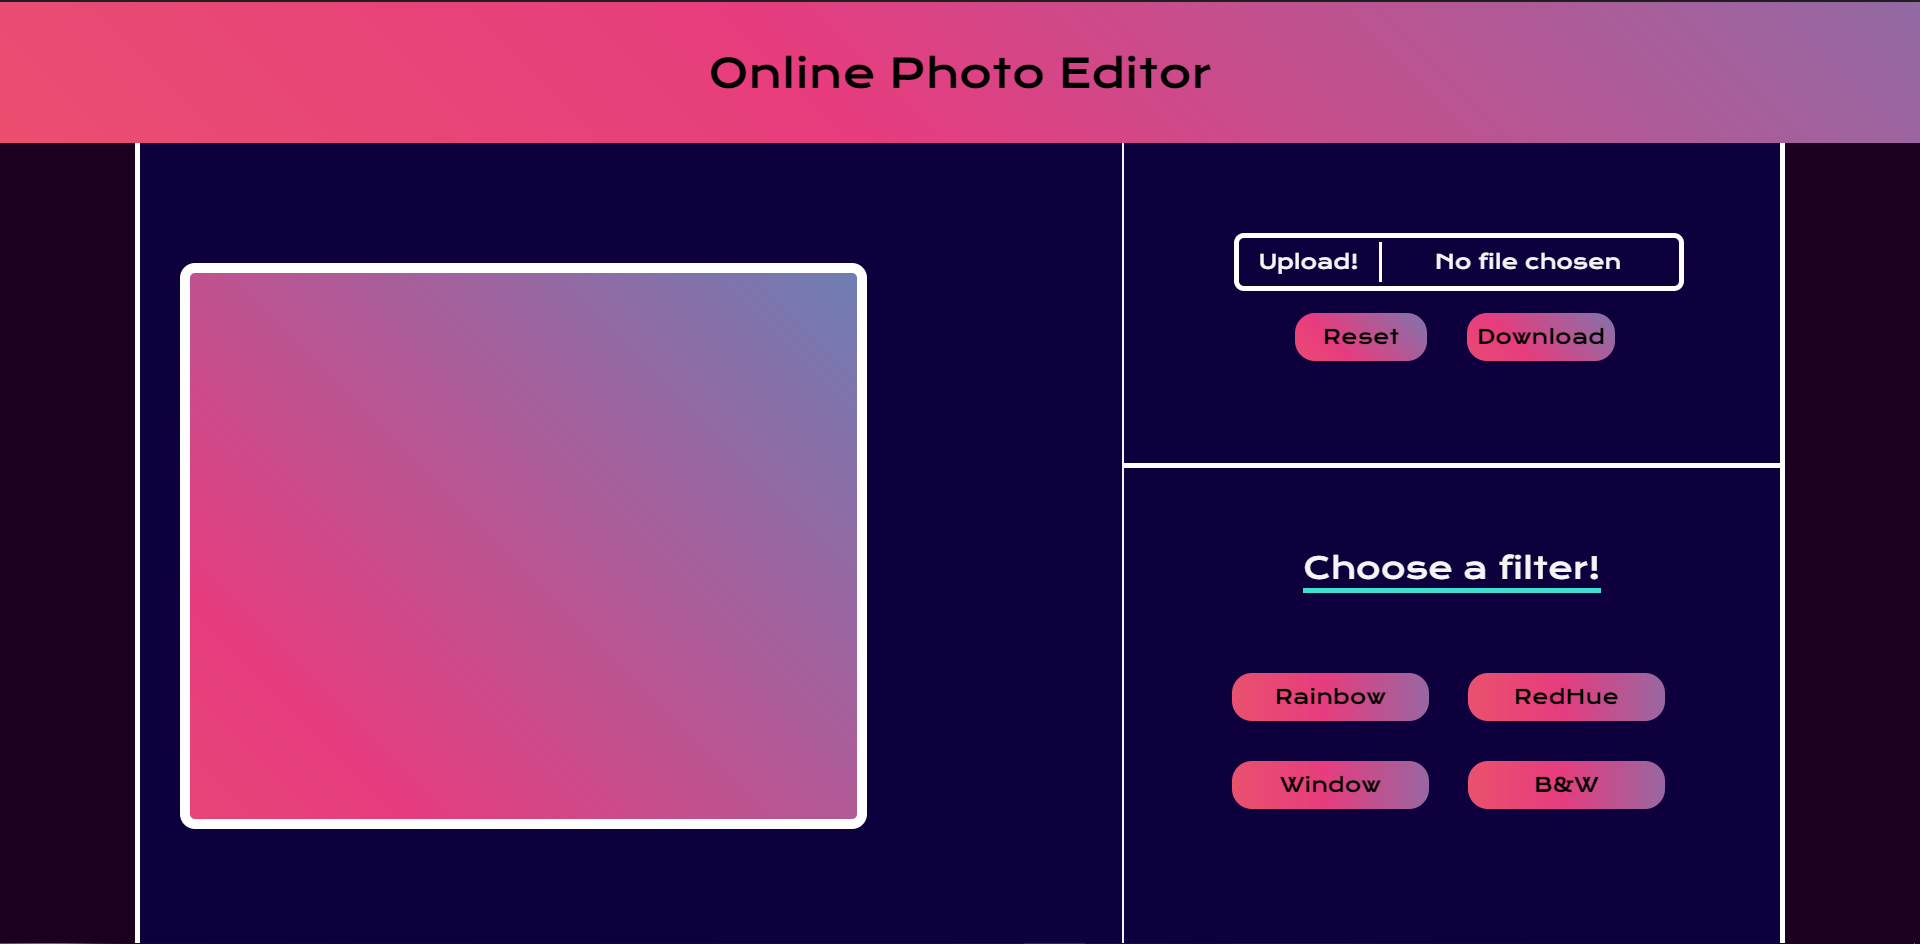 Online Photo Editor
Upload! No file chosen
Reset Download
Choose a filter!
Rainbow RedHue
Window B&W